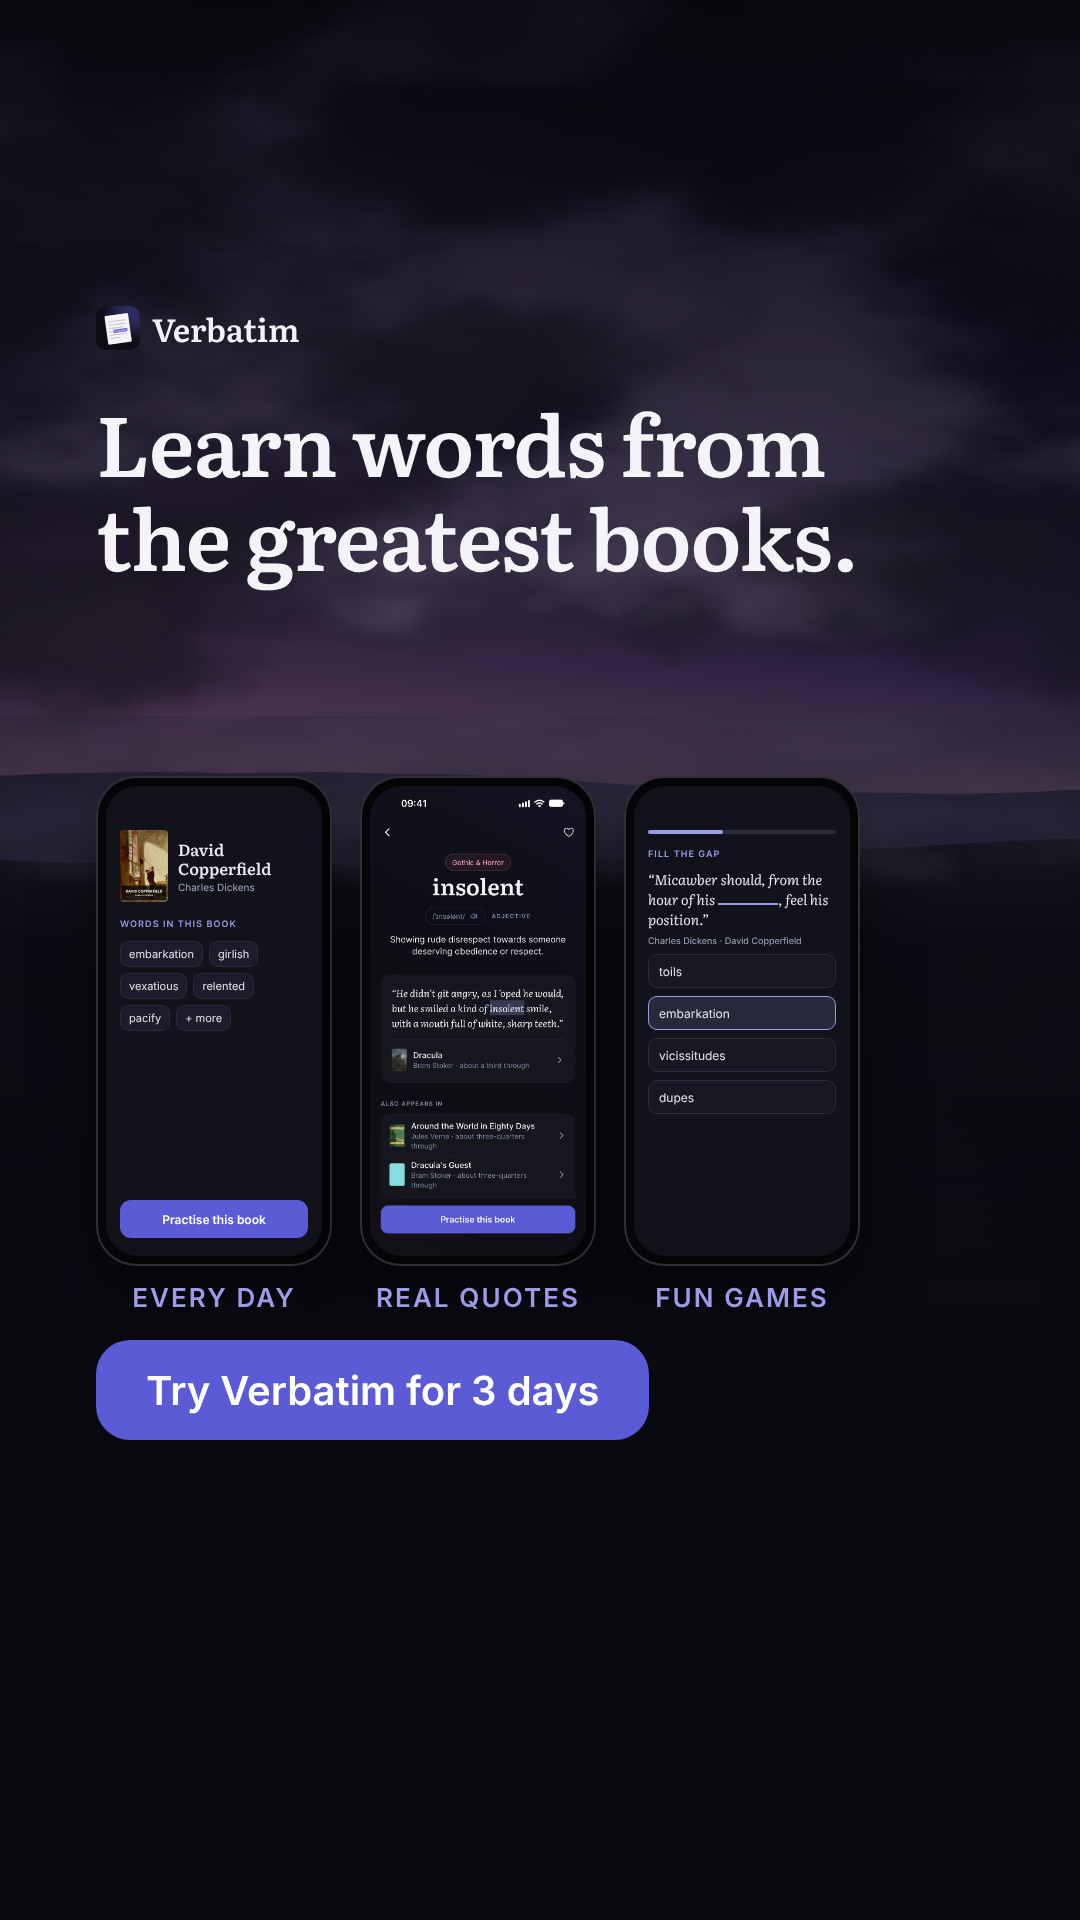 Verbatim
Learn words from
the greatest books.
David
Copperfield
Charles Dickens
WORDS IN THIS BOOK
embarkation
girlish
vexatious
relented
pacify
+ more
Practise this book
EVERY DAY
09:41
Gothic & Horror
insolent
/ˈɪnsələnt/
ADJECTIVE
Showing rude disrespect towards someone
deserving obedience or respect.
“He didn't git angry, as I 'oped he would,
but he smiled a kind of insolent smile,
with a mouth full of white, sharp teeth.”
Dracula
Bram Stoker · about a third through
ALSO APPEARS IN
Around the World in Eighty Days
Jules Verne · about three-quarters
through
Dracula's Guest
Bram Stoker · about three-quarters
through
Practise this book
REAL QUOTES
FILL THE GAP
“Micawber should, from the
hour of his ______, feel his
position.”
Charles Dickens · David Copperfield
toils
embarkation
vicissitudes
dupes
FUN GAMES
Try Verbatim for 3 days